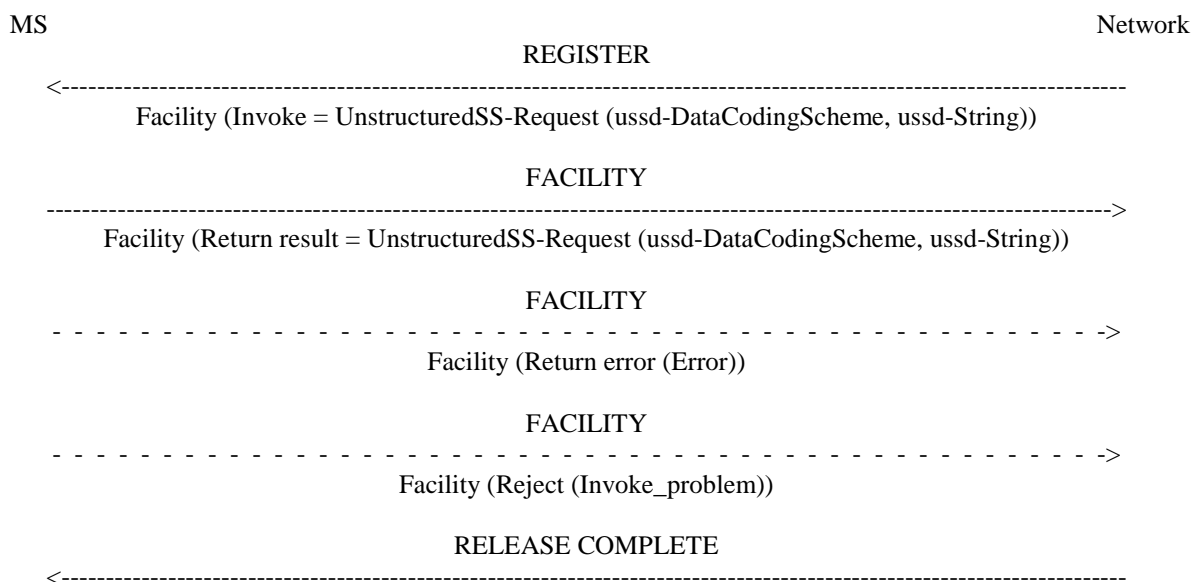 MS Network
REGISTER
Facility (Invoke = UnstructuredSS-Request (ussd-DataCodingScheme, ussd-String))
FACILITY
Facility (Return result = UnstructuredSS-Request (ussd-DataCodingScheme, ussd-String))
FACILITY
Facility (Return error (Error))
FACILITY
Facility (Reject (Invoke_problem))
RELEASE COMPLETE